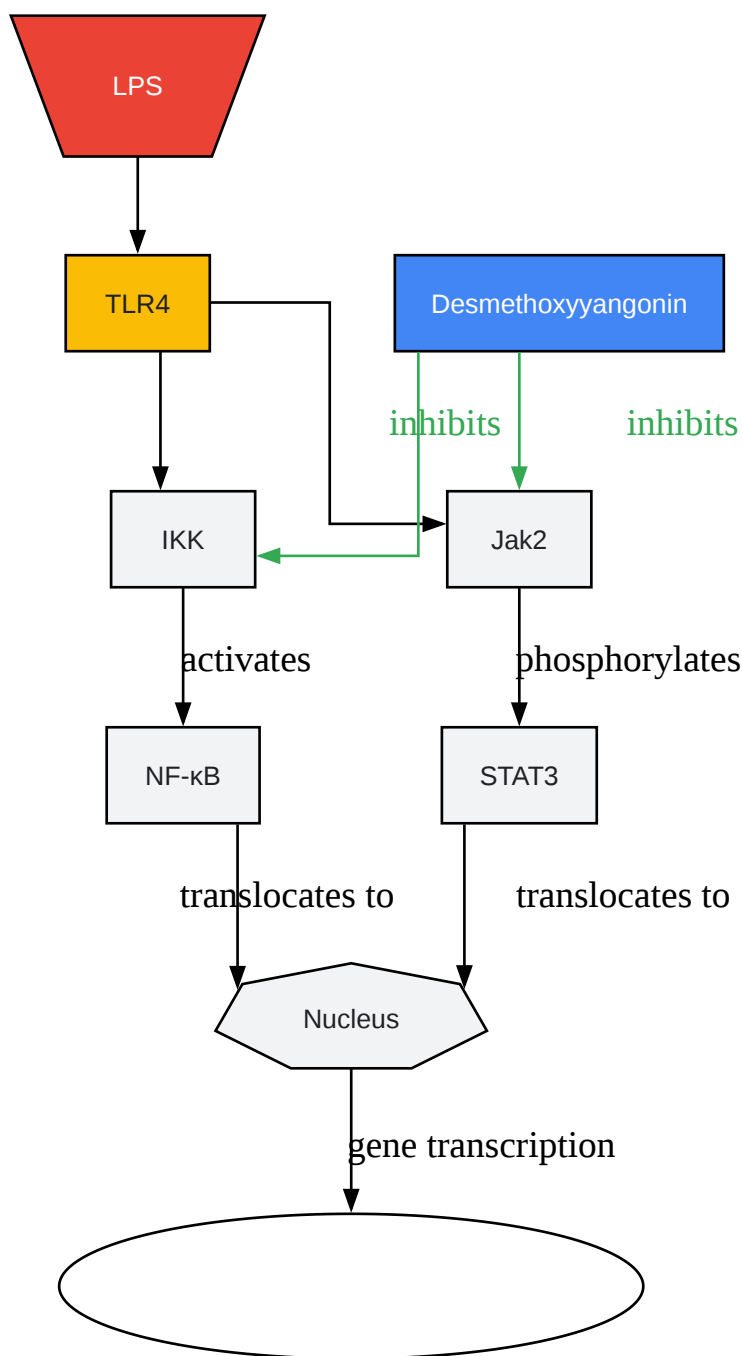 LPS
TLR4
Desmethoxyyangonin
inhibits
inhibits
IKK
Jak2
activates
phosphorylates
NF-κB
STAT3
translocates to
translocates to
Nucleus
gene transcription